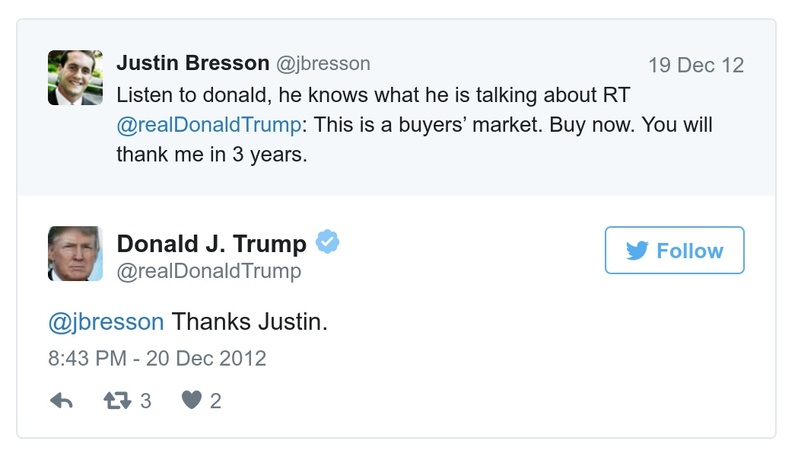 Justin Bresson @jbresson 19 Dec 12
Listen to donald, he knows what he is talking about RT
@realDonaldTrump: This is a buyers’ market. Buy now. You will
thank me in 3 years.
Donald J. Trump
@realDonaldTrump
Follow
@jbresson Thanks Justin.
8:43 PM - 20 Dec 2012
3 2